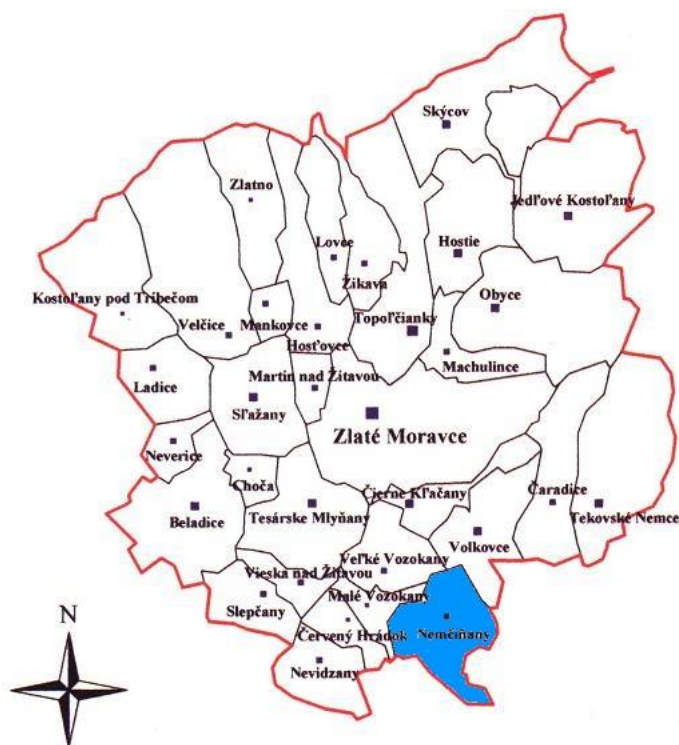 Skýcov
Zlatno
Jedľové Kostoľany
Lovce
Hostie
Žikava
Kostoľany pod Tribečom
Obyce
Velčice
Mankovce
Topoľčianky
Hosťovce
Machulince
Ladice
Martin nad Žitavou
Sľažany
Zlaté Moravce
Neverice
Choča
Beladice
Tesárske Mlyňany
Čierne Kľačany
Čaradice
Tekovské Nemce
Volkovce
Veľké Vozokany
Vieska nad Žitavou
Malé Vozokany
Slepčany
Červený Hrádok
Nemčiňany
Nevidzany
N